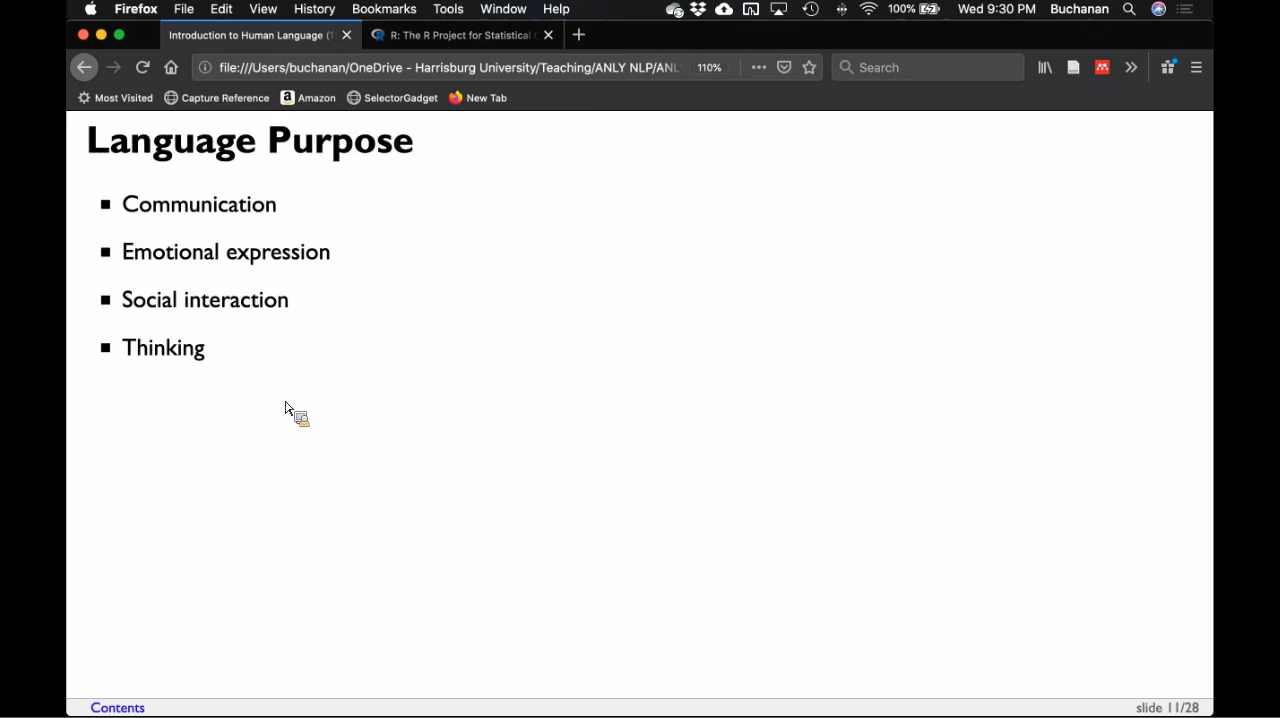 Firefox File Edit View History Bookmarks Tools Window Help 100% Wed 9:30 PM Buchanan
Introduction to Human Language ( R: The R Project for Statistical
file:///Users/buchanan/OneDrive - Harrisburg University/Teaching/ANLY NLP/ANL 110% Search
Most Visited Capture Reference Amazon SelectorGadget New Tab
Language Purpose
Communication
Emotional expression
Social interaction
Thinking
Contents slide 11/28